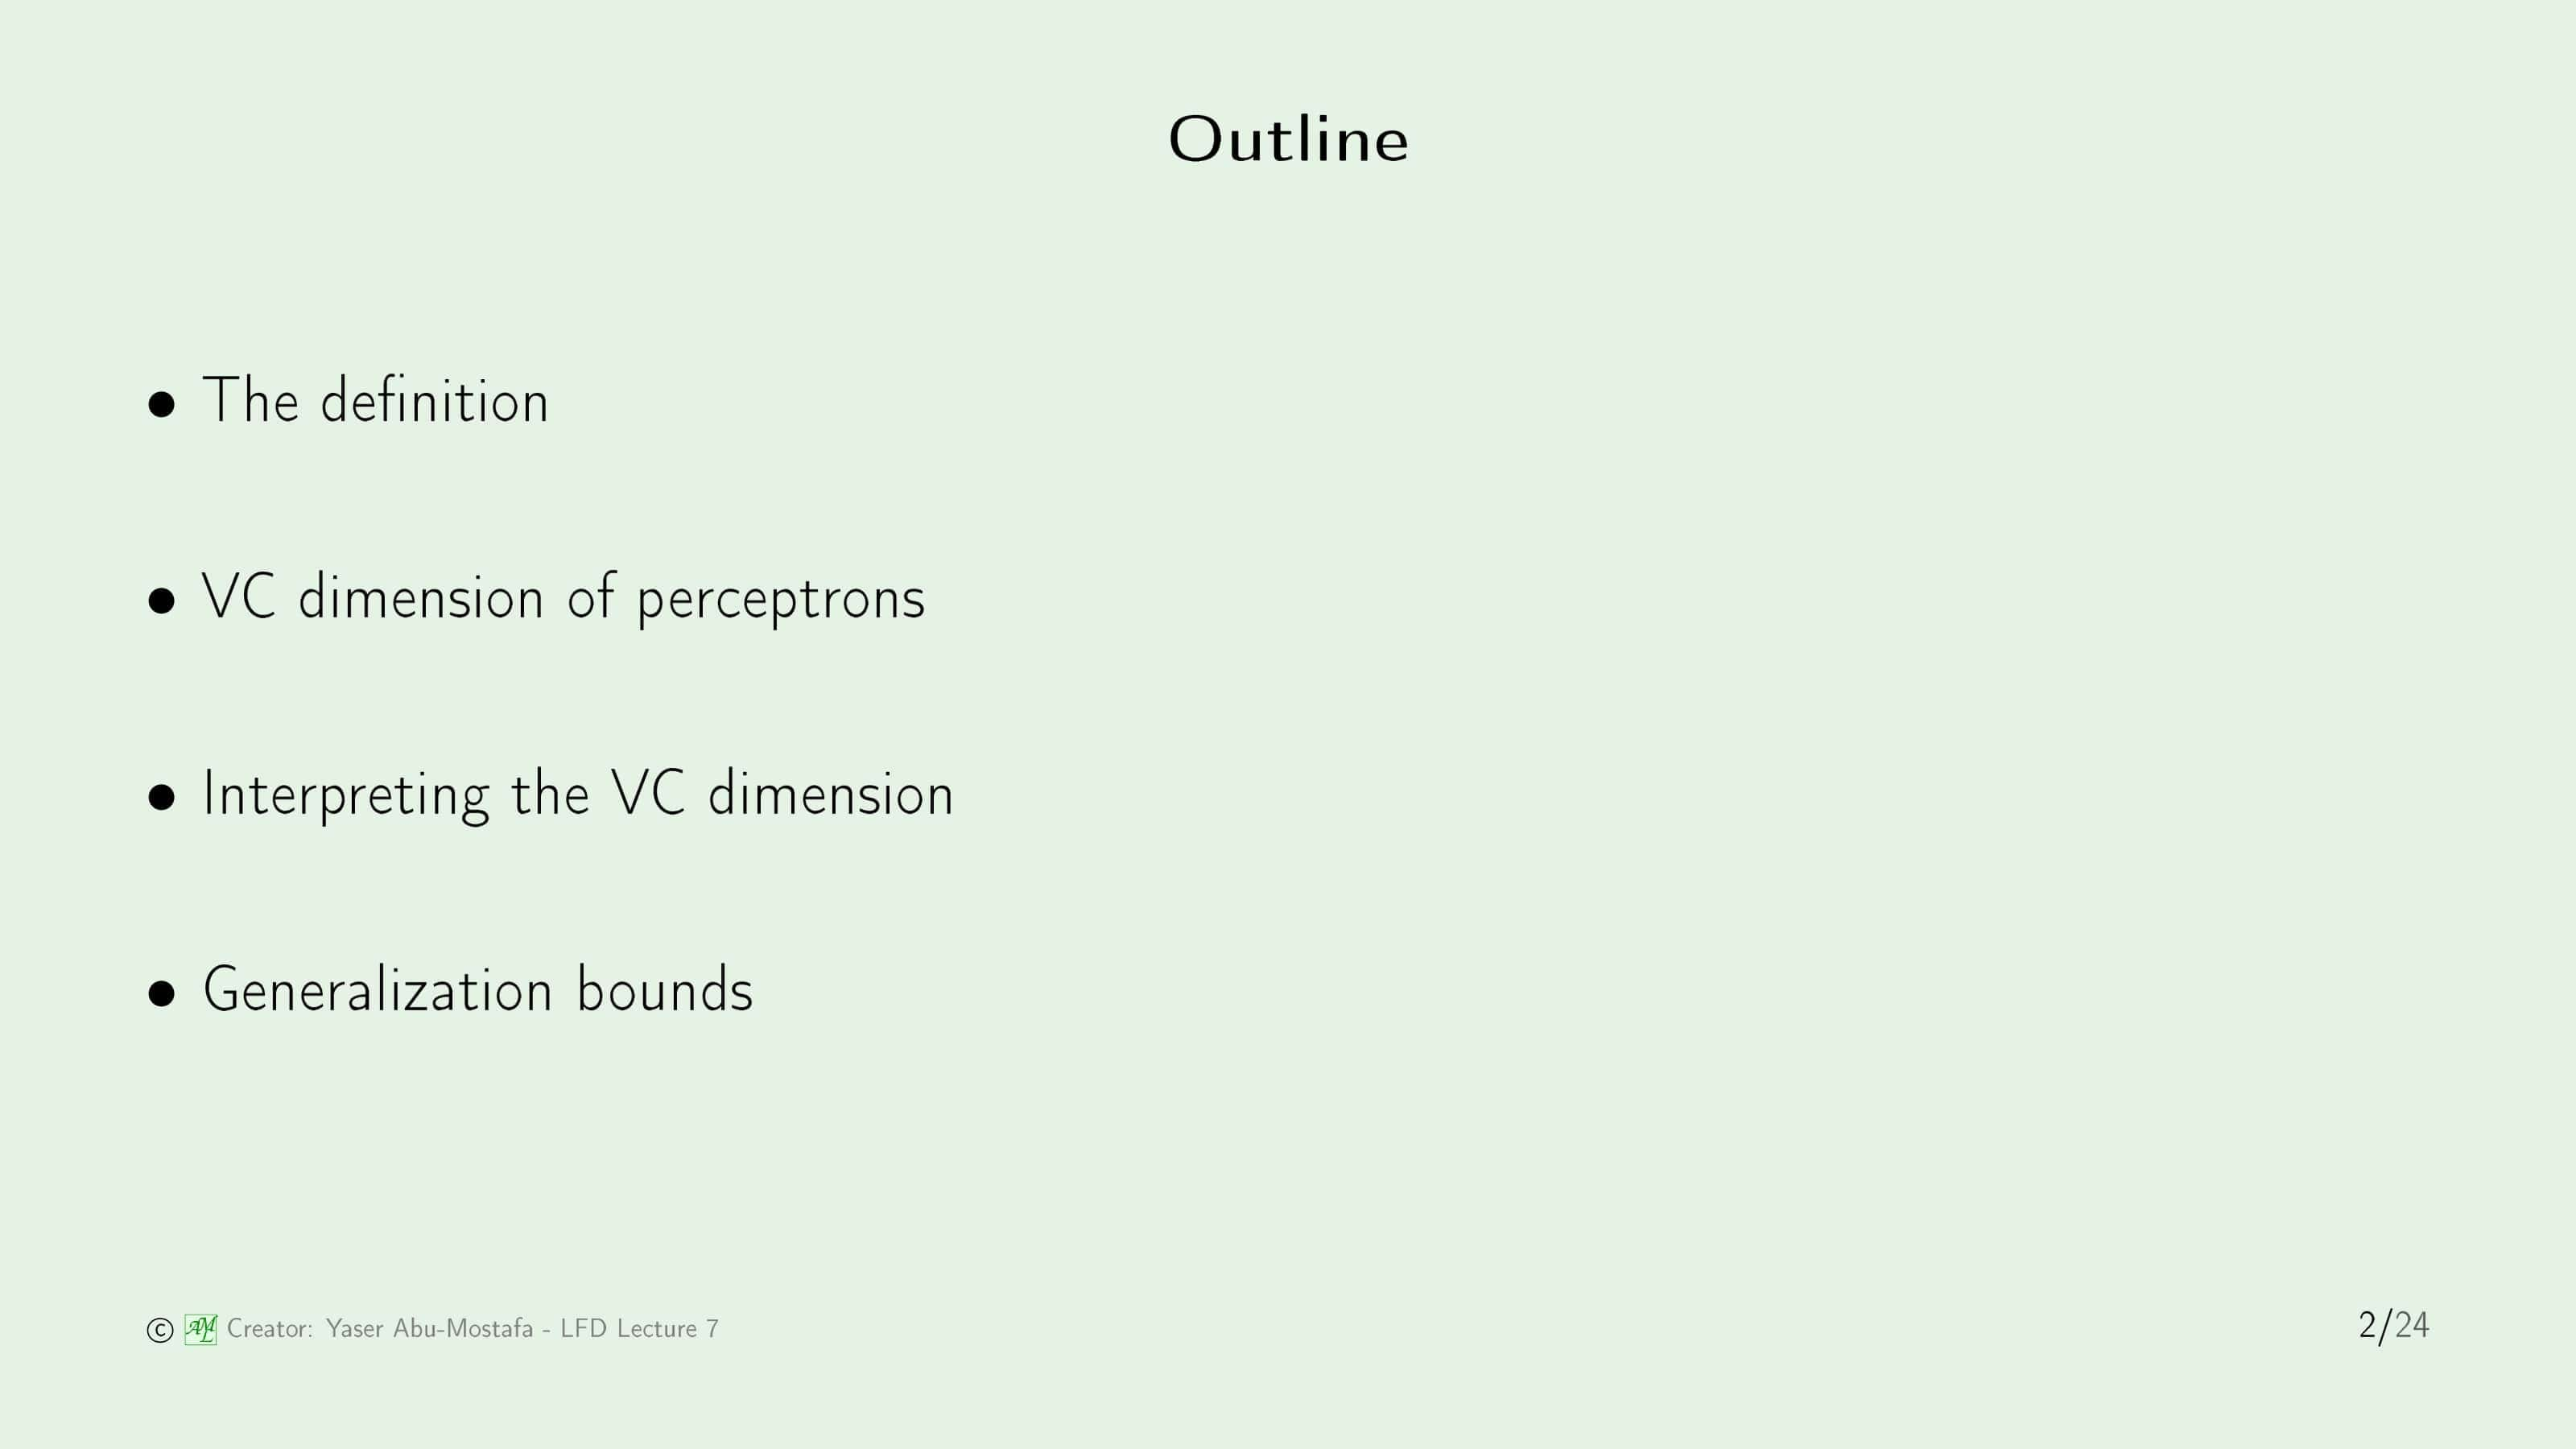 Outline
• The definition
• VC dimension of perceptrons
• Interpreting the VC dimension
• Generalization bounds
© AML Creator: Yaser Abu-Mostafa - LFD Lecture 7
2/24